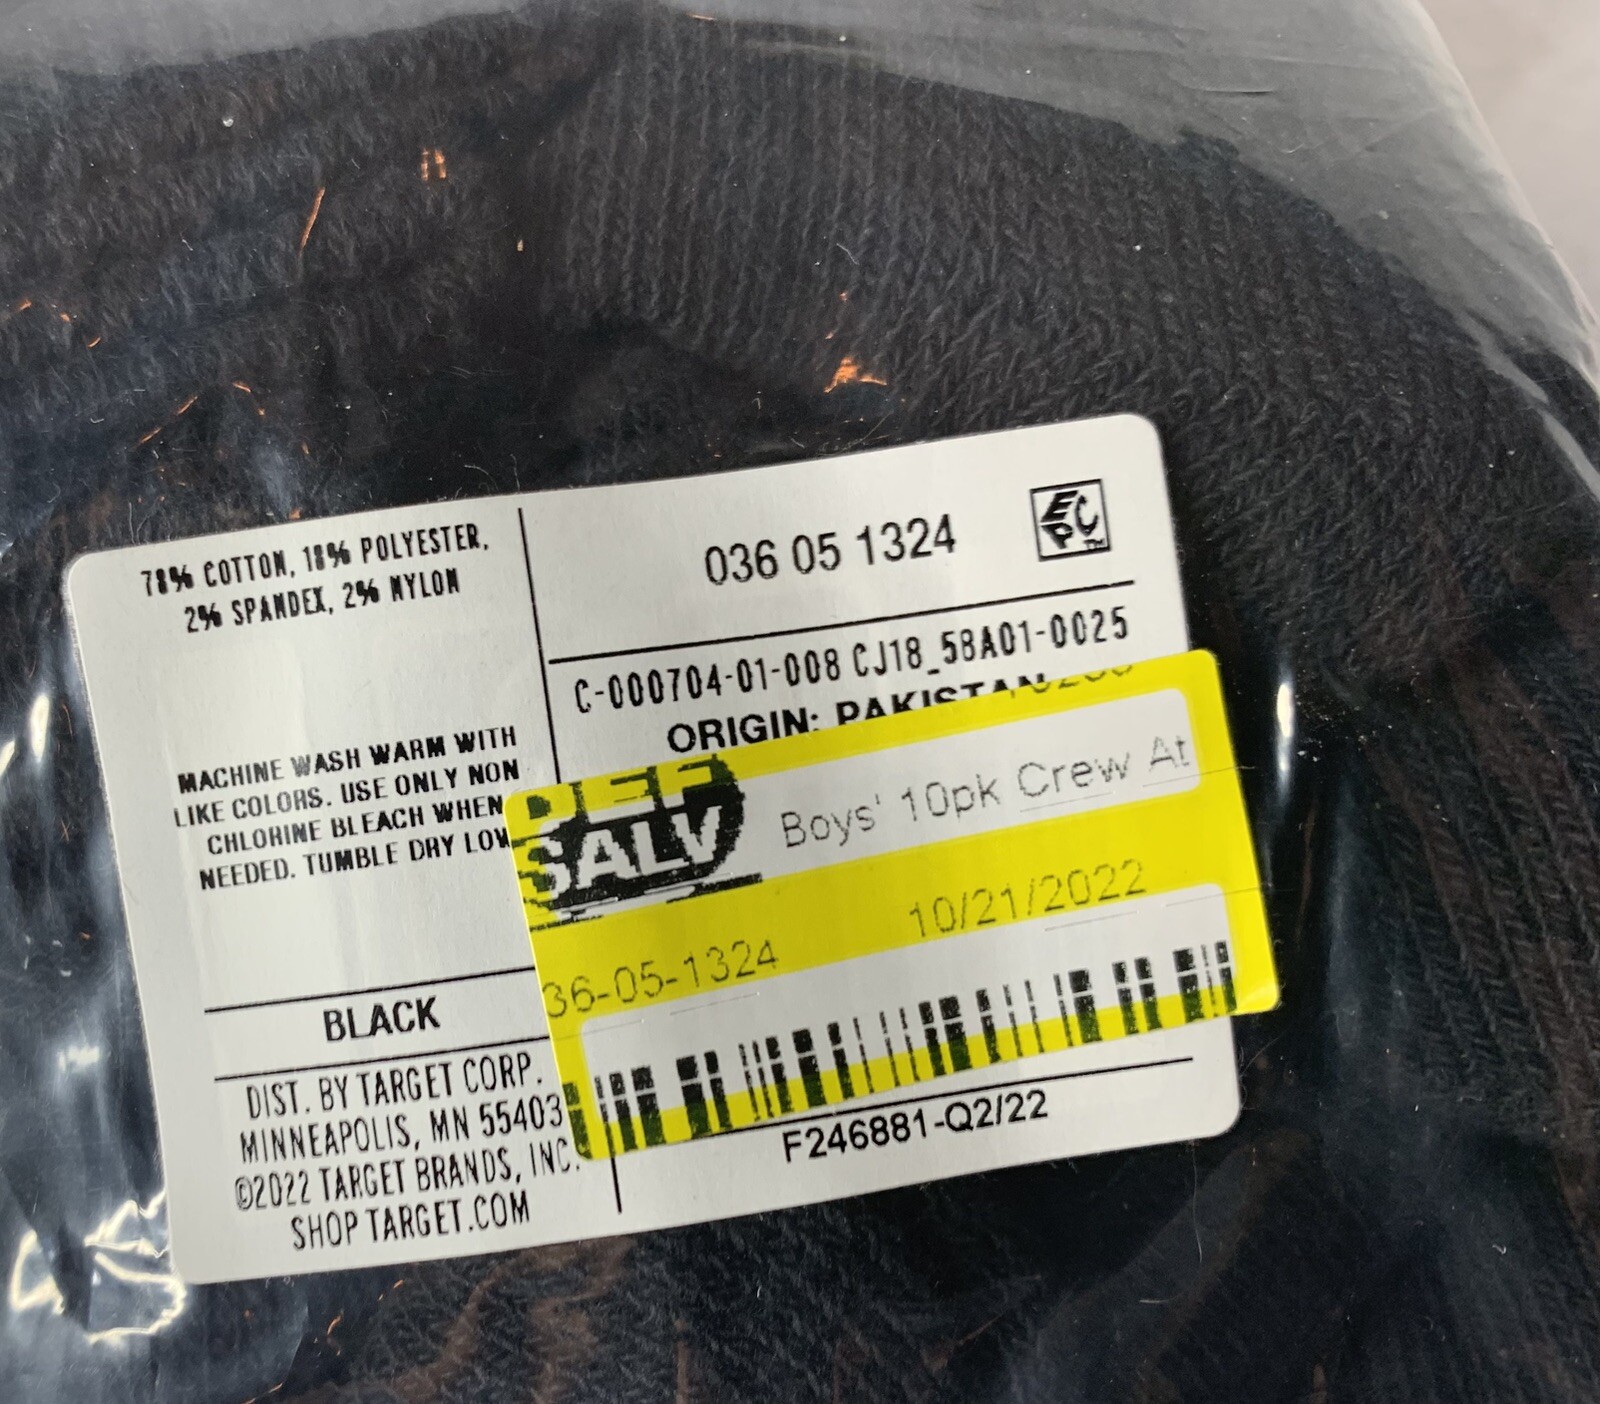 78% COTTON, 18% POLYESTER,
2% SPANDEX, 2% NYLON
MACHINE WASH WARM WITH
LIKE COLORS. USE ONLY NON
CHLORINE BLEACH WHEN
NEEDED. TUMBLE DRY LOW
BLACK
DIST. BY TARGET CORP.
MINNEAPOLIS, MN 55403
©2022 TARGET BRANDS, INC.
SHOP TARGET.COM
036 05 1324
EPC™
C-000704-01-008 CJ18_58A01-0025
ORIGIN: PAKISTAN
SALV
Boys' 10pk Crew At
10/21/2022
36-05-1324
F246881-Q2/22